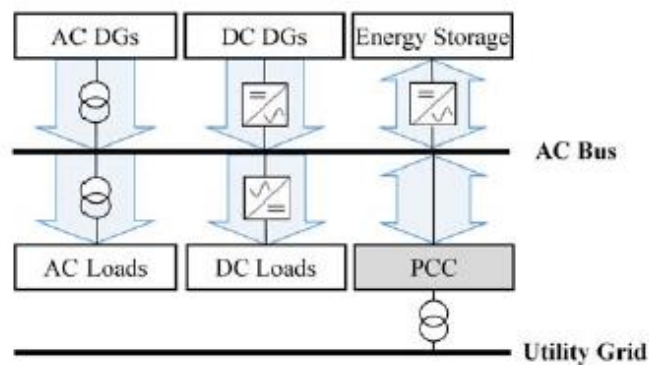 AC DGs
DC DGs
Energy Storage
AC Bus
AC Loads
DC Loads
PCC
Utility Grid